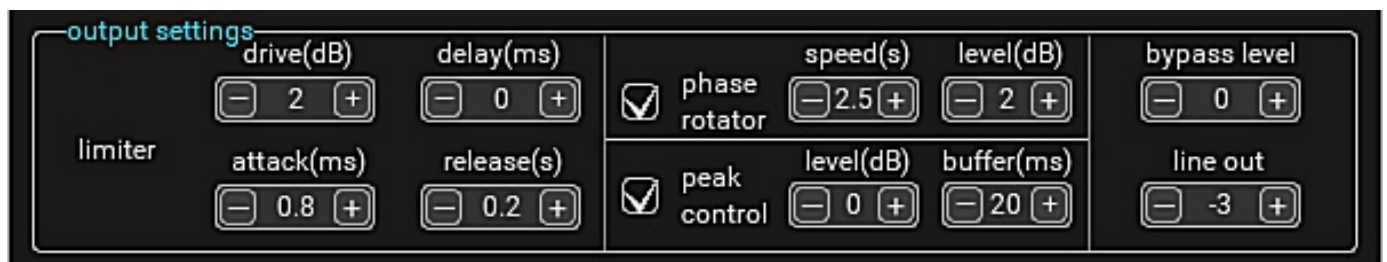 output settings
drive(dB) delay(ms) speed(s) level(dB) bypass level
− 2 + − 0 + phase rotator − 2.5 + − 2 + − 0 +
limiter
attack(ms) release(s) level(dB) buffer(ms) line out
− 0.8 + − 0.2 + peak control − 0 + − 20 + − -3 +